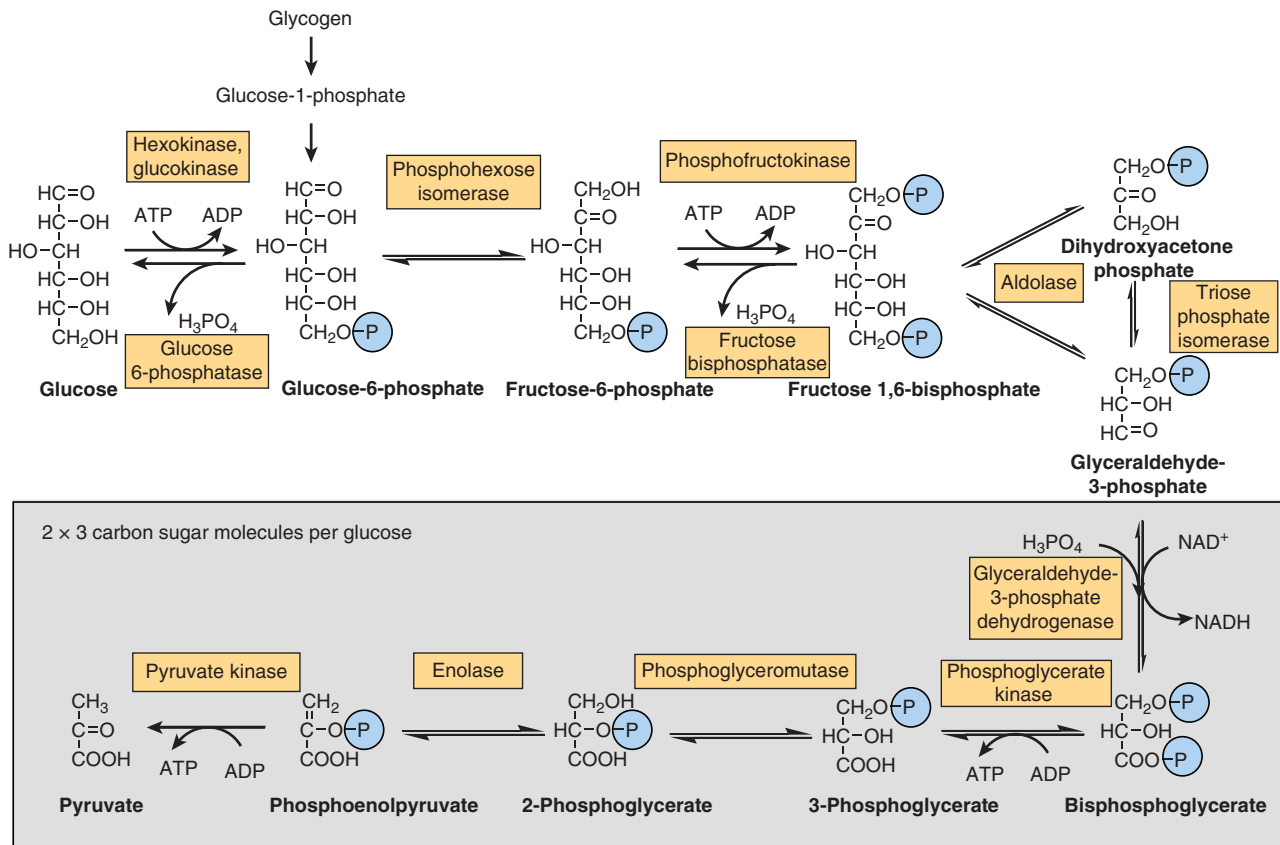 Glycogen
Glucose-1-phosphate
Hexokinase,
glucokinase
Phosphohexose
isomerase
Phosphofructokinase
HC=O
HC–OH
HO–CH
HC–OH
HC–OH
CH₂OH
Glucose
ATP
ADP
H₃PO₄
Glucose
6-phosphatase
HC=O
HC–OH
HO–CH
HC–OH
HC–OH
CH₂O–P
Glucose-6-phosphate
CH₂OH
C=O
HO–CH
HC–OH
HC–OH
CH₂O–P
Fructose-6-phosphate
ATP
ADP
H₃PO₄
Fructose
bisphosphatase
CH₂O–P
C=O
HO–CH
HC–OH
HC–OH
CH₂O–P
Fructose 1,6-bisphosphate
Aldolase
CH₂O–P
C=O
CH₂OH
Dihydroxyacetone
phosphate
Triose
phosphate
isomerase
CH₂O–P
HC–OH
HC=O
Glyceraldehyde-
3-phosphate
2 × 3 carbon sugar molecules per glucose
H₃PO₄
NAD⁺
Glyceraldehyde-
3-phosphate
dehydrogenase
NADH
Pyruvate kinase
Enolase
Phosphoglyceromutase
Phosphoglycerate
kinase
CH₃
C=O
COOH
Pyruvate
ATP
ADP
CH₂
C–O–P
COOH
Phosphoenolpyruvate
CH₂OH
HC–O–P
COOH
2-Phosphoglycerate
CH₂O–P
HC–OH
COOH
3-Phosphoglycerate
ATP
ADP
CH₂O–P
HC–OH
COO–P
Bisphosphoglycerate